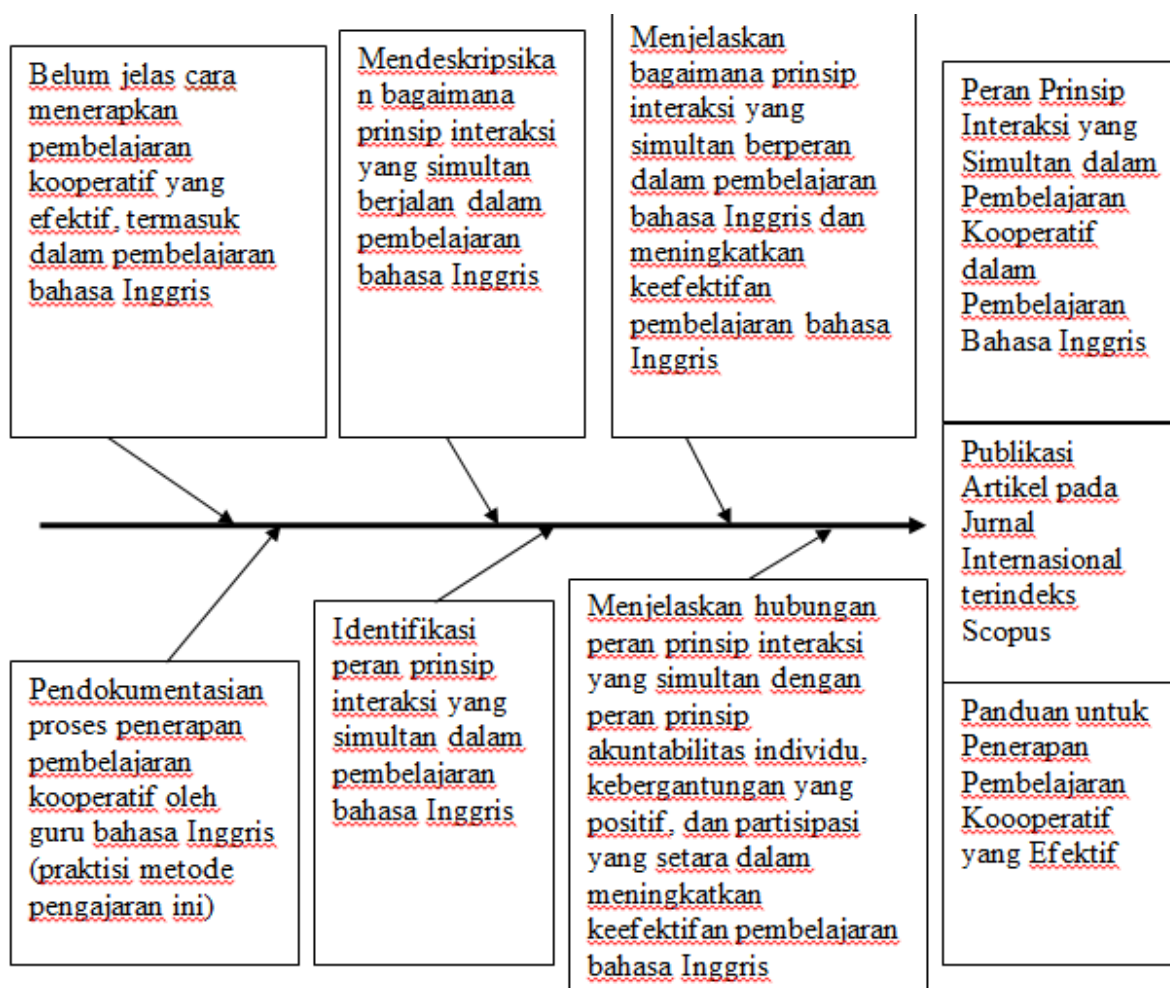 Belum jelas cara
menerapkan
pembelajaran
kooperatif yang
efektif, termasuk
dalam pembelajaran
bahasa Inggris
Mendeskripsika
n bagaimana
prinsip interaksi
yang simultan
berjalan dalam
pembelajaran
bahasa Inggris
Menjelaskan
bagaimana prinsip
interaksi yang
simultan berperan
dalam pembelajaran
bahasa Inggris dan
meningkatkan
keefektifan
pembelajaran bahasa
Inggris
Peran Prinsip
Interaksi yang
Simultan dalam
Pembelajaran
Kooperatif
dalam
Pembelajaran
Bahasa Inggris
Publikasi
Artikel pada
Jurnal
Internasional
terindeks
Scopus
Pendokumentasian
proses penerapan
pembelajaran
kooperatif oleh
guru bahasa Inggris
(praktisi metode
pengajaran ini)
Identifikasi
peran prinsip
interaksi yang
simultan dalam
pembelajaran
bahasa Inggris
Menjelaskan hubungan
peran prinsip interaksi
yang simultan dengan
peran prinsip
akuntabilitas individu,
kebergantungan yang
positif, dan partisipasi
yang setara dalam
meningkatkan
keefektifan pembelajaran
bahasa Inggris
Panduan untuk
Penerapan
Pembelajaran
Koooperatif
yang Efektif